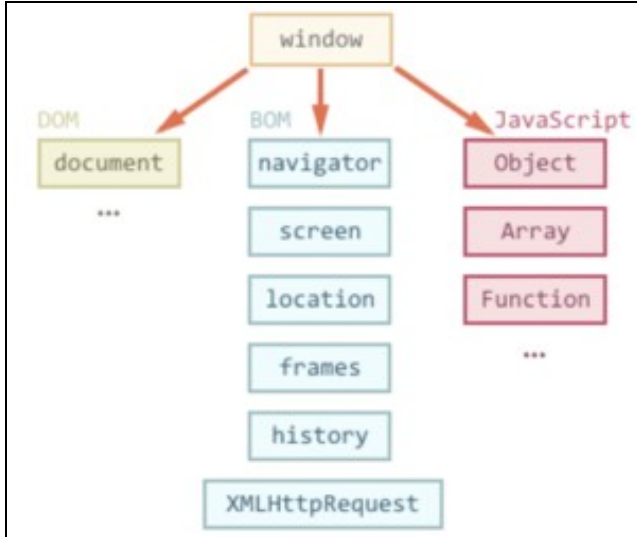 window
DOM BOM JavaScript
document navigator Object
... screen Array
location Function
frames ...
history
XMLHttpRequest